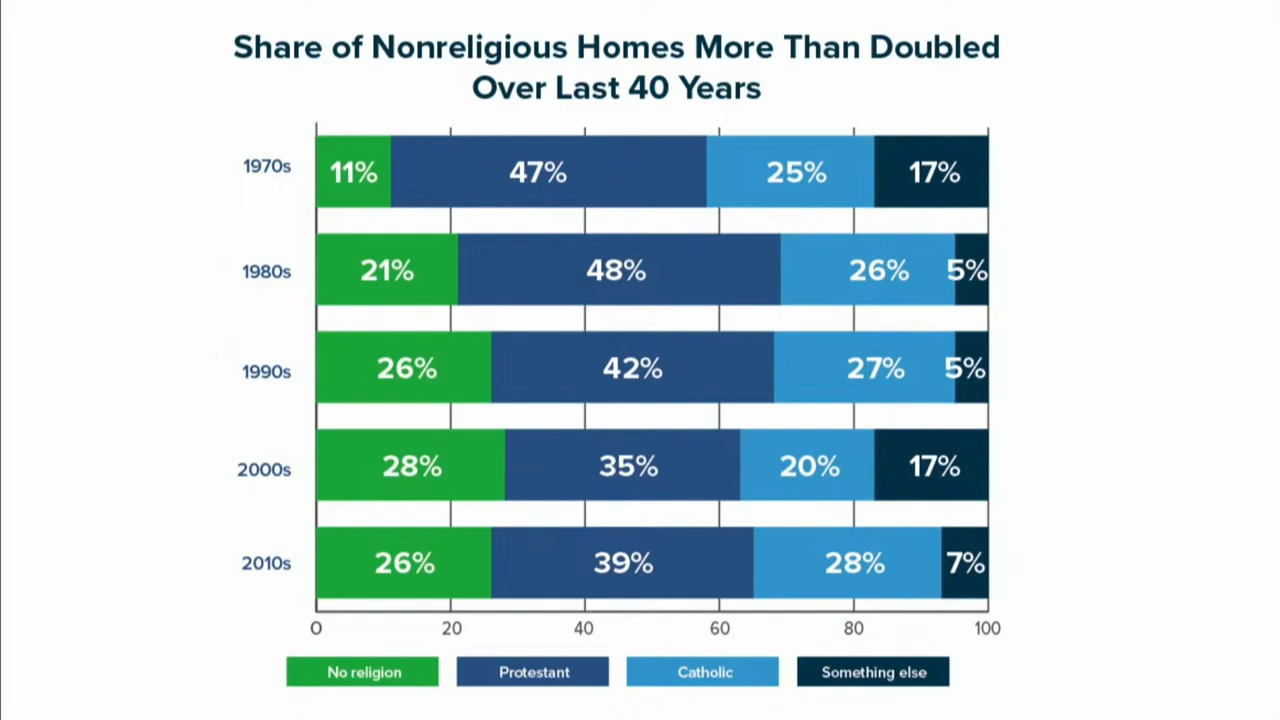 Share of Nonreligious Homes More Than Doubled
Over Last 40 Years
1970s 11% 47% 25% 17%
1980s 21% 48% 26% 5%
1990s 26% 42% 27% 5%
2000s 28% 35% 20% 17%
2010s 26% 39% 28% 7%
0 20 40 60 80 100
No religion Protestant Catholic Something else